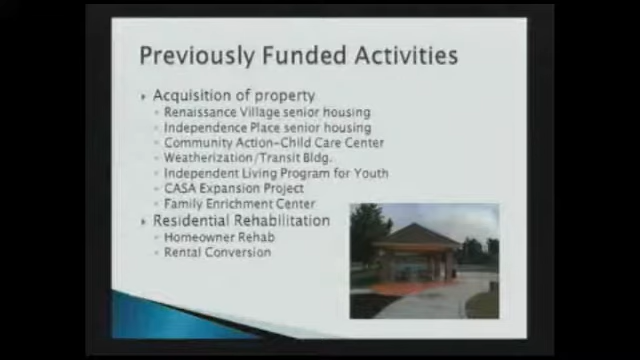 Previously Funded Activities
Acquisition of property
Renaissance Village senior housing
Independence Place senior housing
Community Action-Child Care Center
Weatherization/Transit Bldg.
Independent Living Program for Youth
CASA Expansion Project
Family Enrichment Center
Residential Rehabilitation
Homeowner Rehab
Rental Conversion